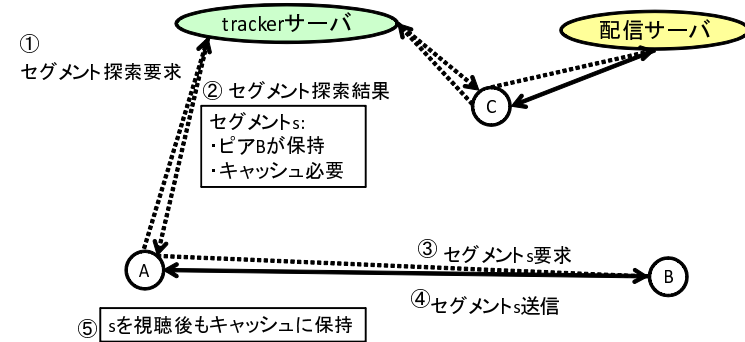 trackerサーバ
配信サーバ
①
セグメント探索要求
② セグメント探索結果
セグメントs:
・ピアBが保持
・キャッシュ必要
C
A
③ セグメントs要求
B
④セグメントs送信
⑤ sを視聴後もキャッシュに保持